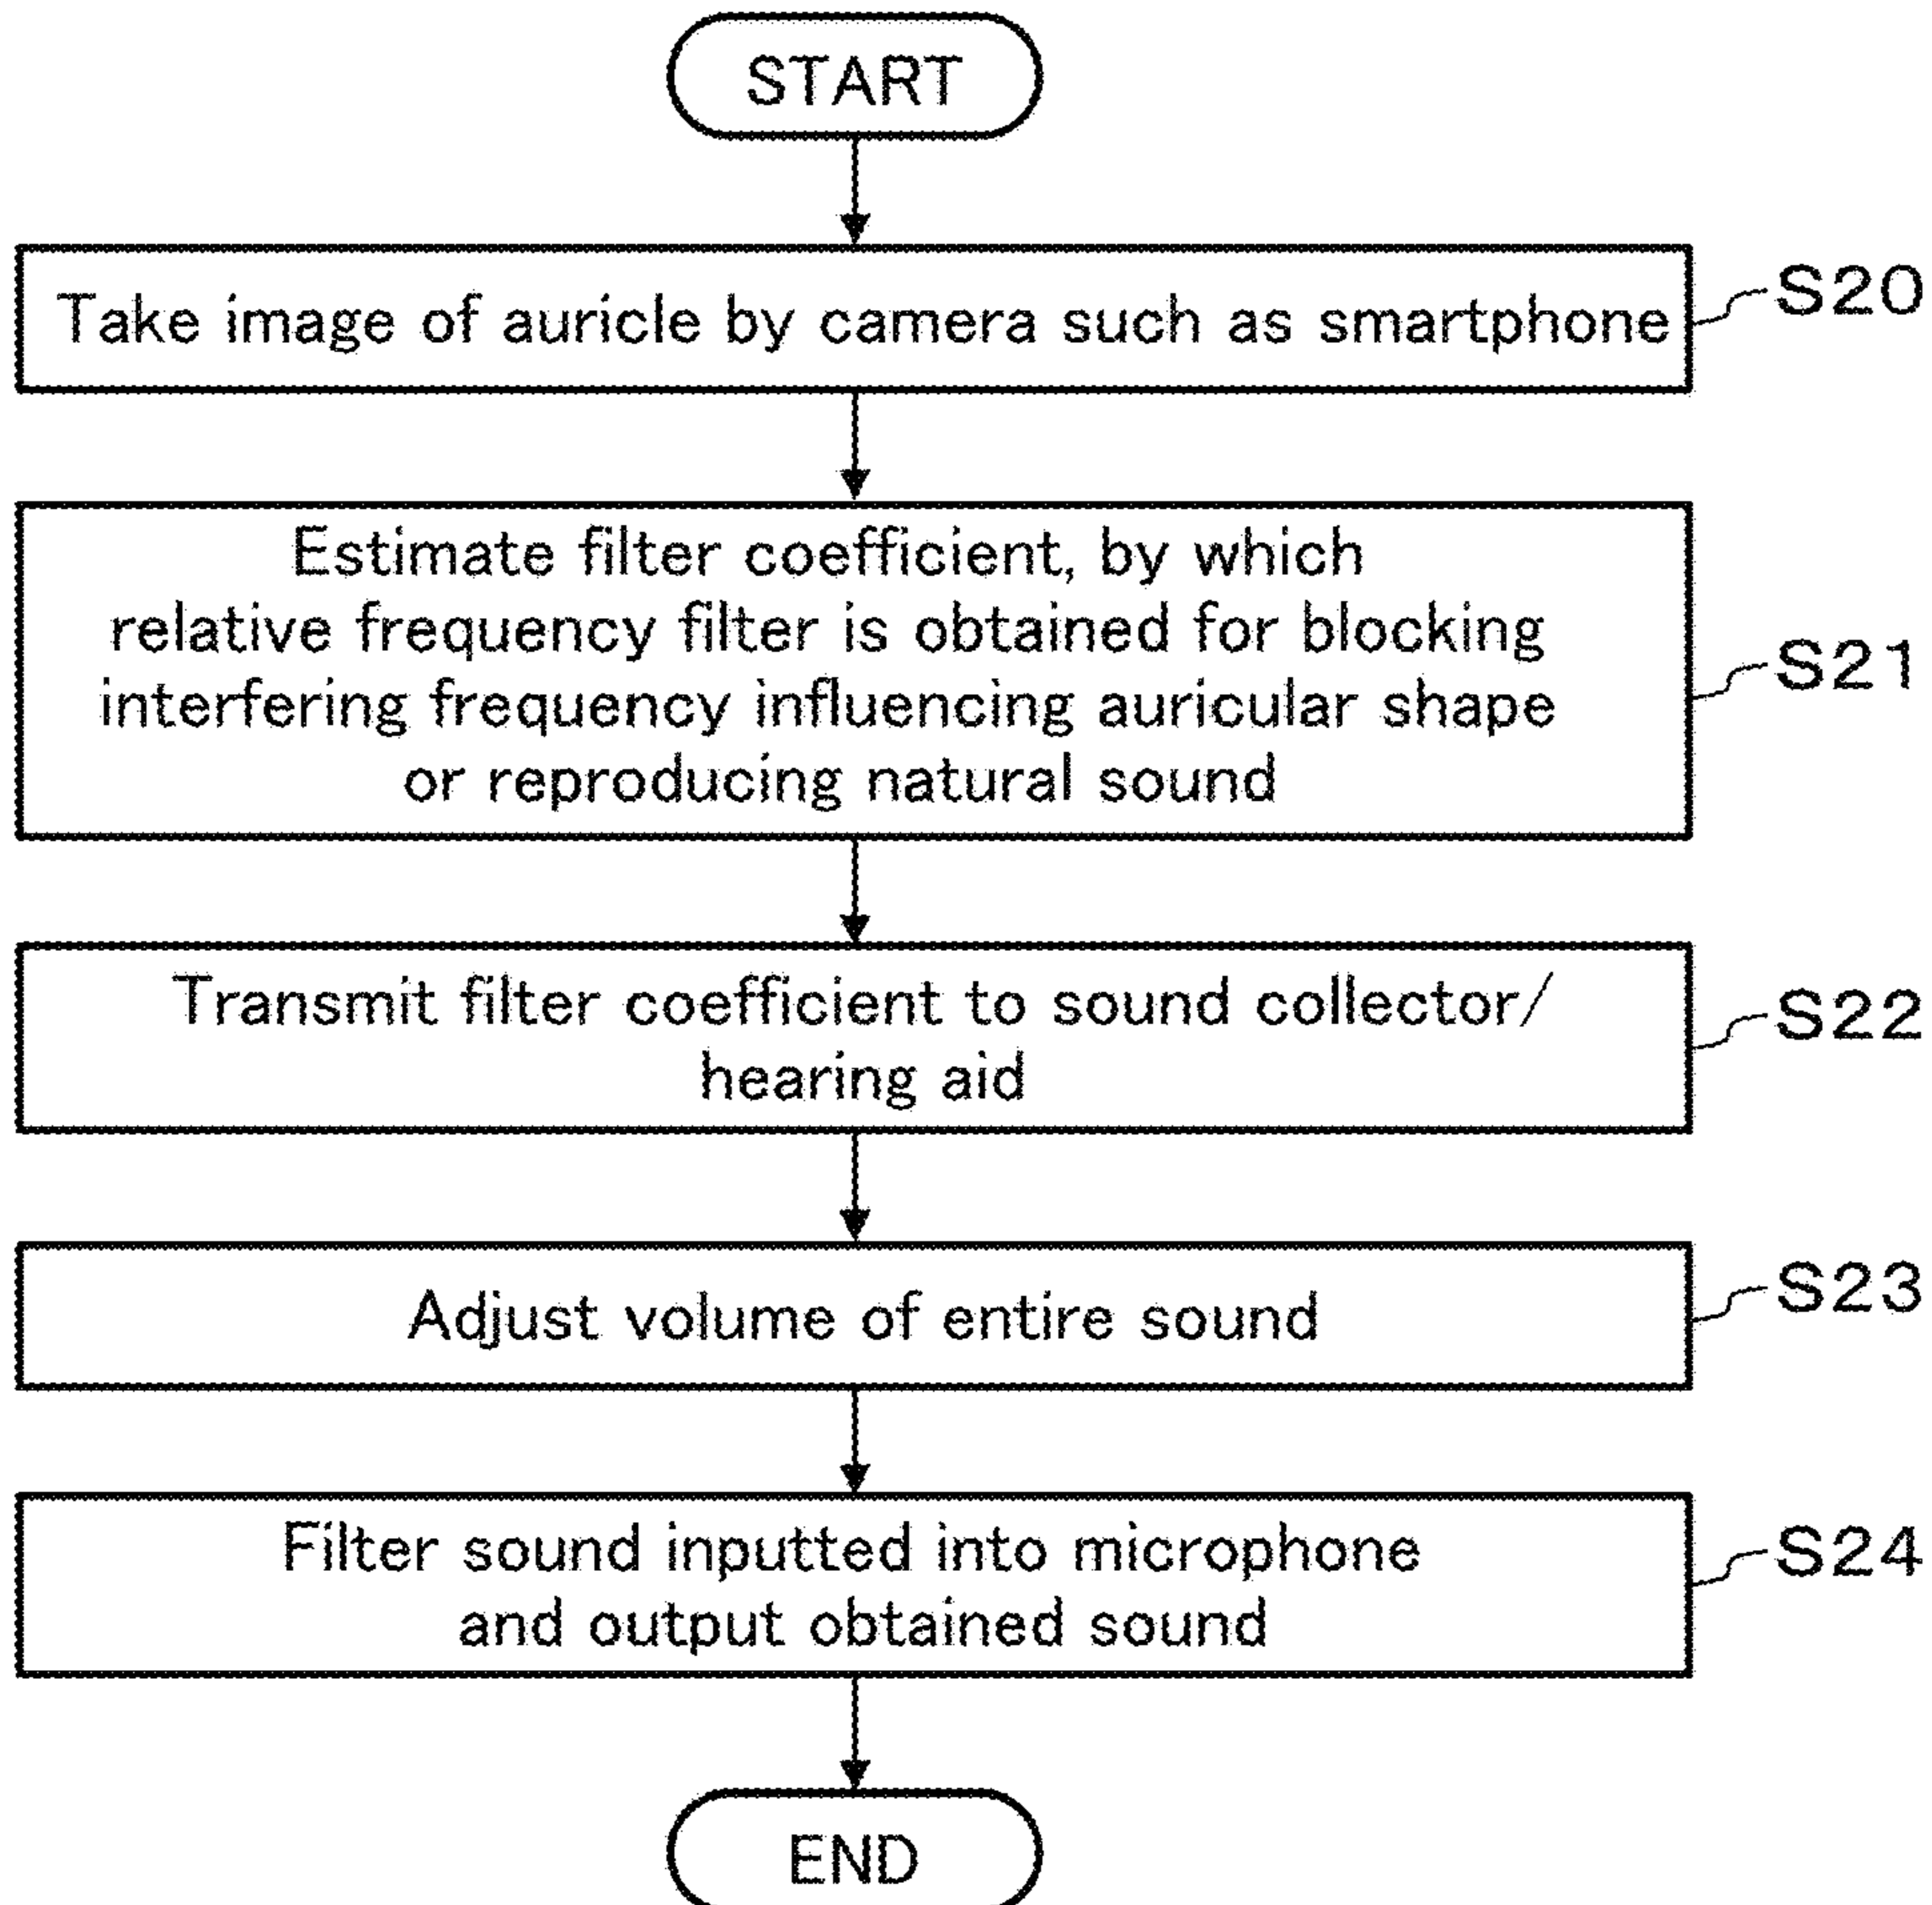 START
Take image of auricle by camera such as smartphone
S20
Estimate filter coefficient, by which
relative frequency filter is obtained for blocking
interfering frequency influencing auricular shape
or reproducing natural sound
S21
Transmit filter coefficient to sound collector/
hearing aid
S22
Adjust volume of entire sound
S23
Filter sound inputted into microphone
and output obtained sound
S24
END